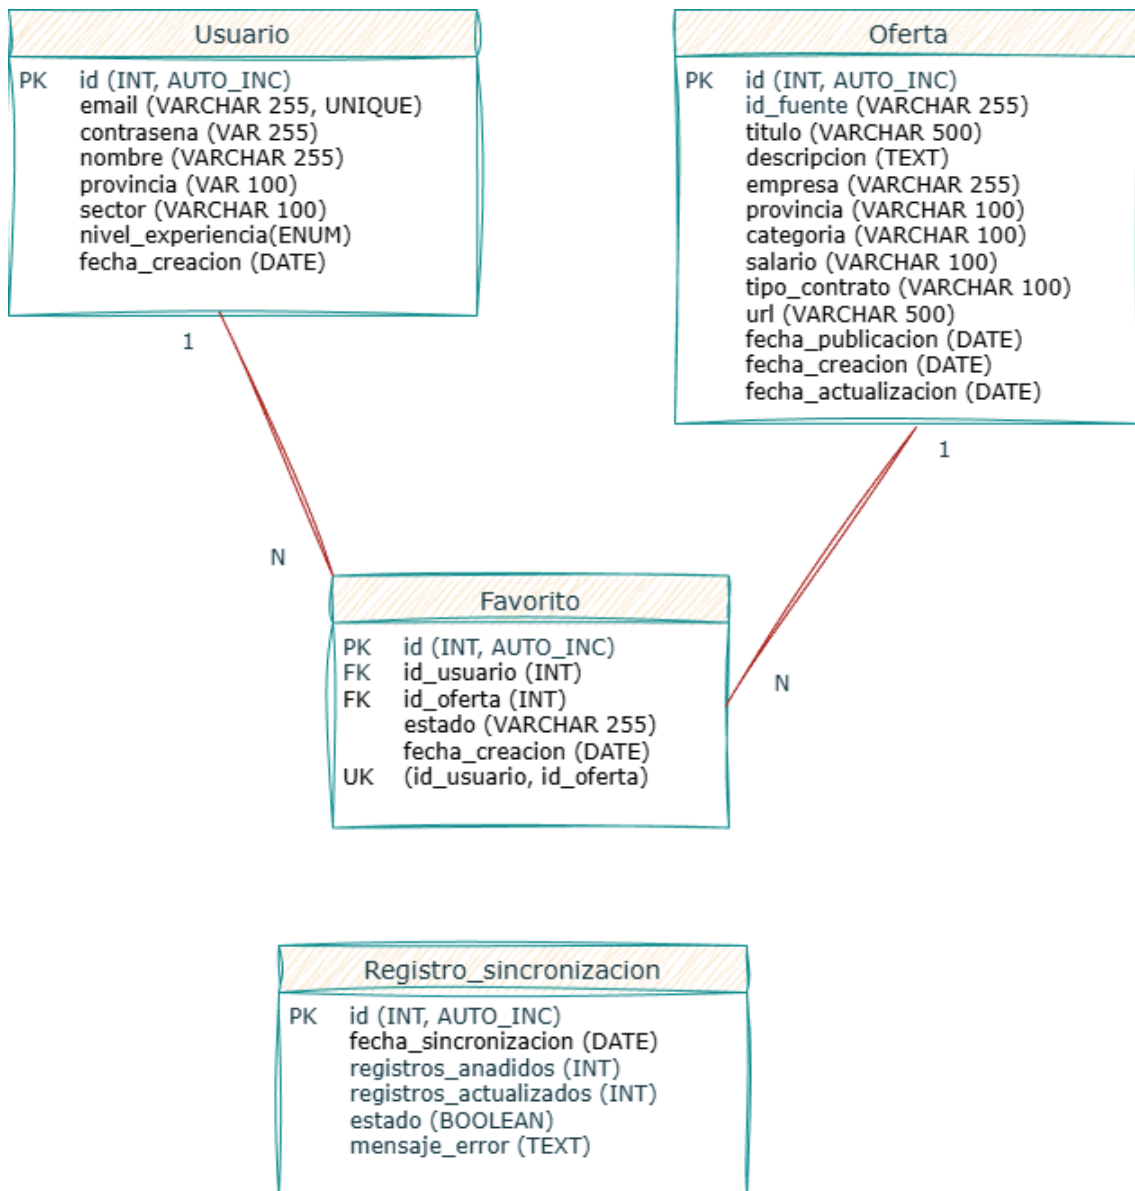 Usuario
PK id (INT, AUTO_INC)
email (VARCHAR 255, UNIQUE)
contrasena (VAR 255)
nombre (VARCHAR 255)
provincia (VAR 100)
sector (VARCHAR 100)
nivel_experiencia(ENUM)
fecha_creacion (DATE)
Oferta
PK id (INT, AUTO_INC)
id_fuente (VARCHAR 255)
titulo (VARCHAR 500)
descripcion (TEXT)
empresa (VARCHAR 255)
provincia (VARCHAR 100)
categoria (VARCHAR 100)
salario (VARCHAR 100)
tipo_contrato (VARCHAR 100)
url (VARCHAR 500)
fecha_publicacion (DATE)
fecha_creacion (DATE)
fecha_actualizacion (DATE)
1
1
N
N
Favorito
PK id (INT, AUTO_INC)
FK id_usuario (INT)
FK id_oferta (INT)
estado (VARCHAR 255)
fecha_creacion (DATE)
UK (id_usuario, id_oferta)
Registro_sincronizacion
PK id (INT, AUTO_INC)
fecha_sincronizacion (DATE)
registros_anadidos (INT)
registros_actualizados (INT)
estado (BOOLEAN)
mensaje_error (TEXT)